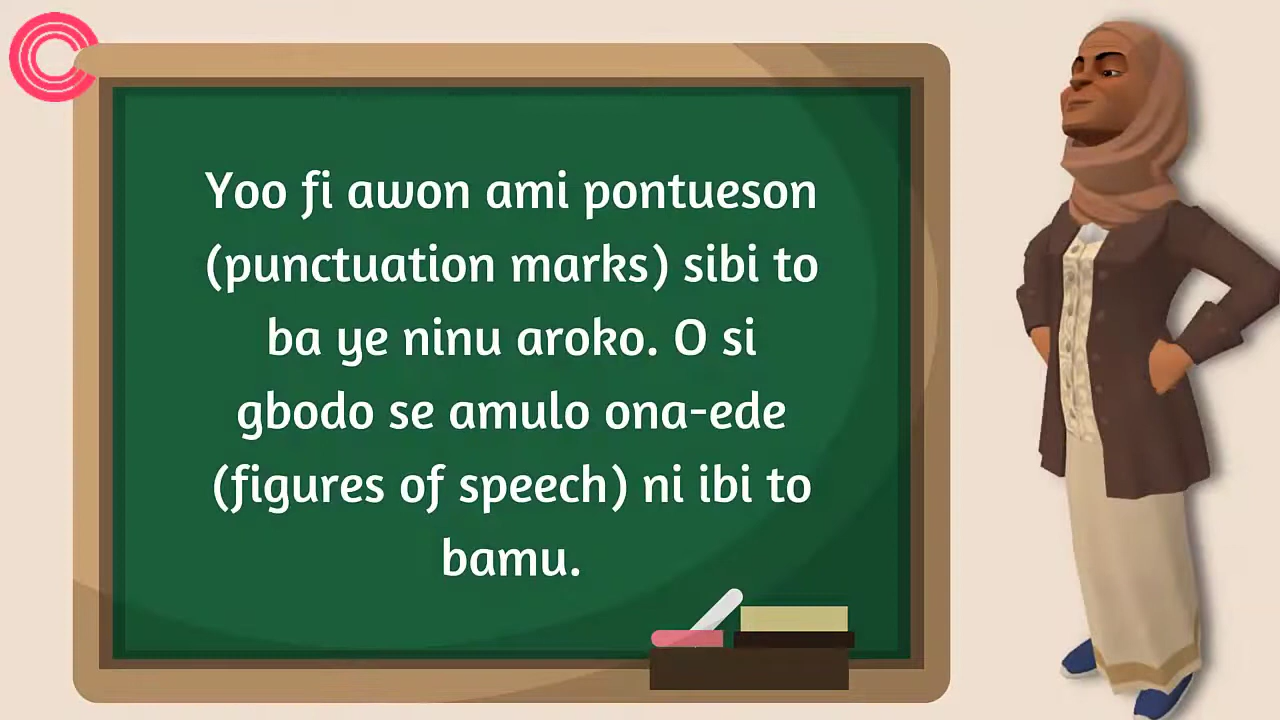 Yoo fi awon ami pontueson
(punctuation marks) sibi to
ba ye ninu aroko. O si
gbodo se amulo ona-ede
(figures of speech) ni ibi to
bamu.